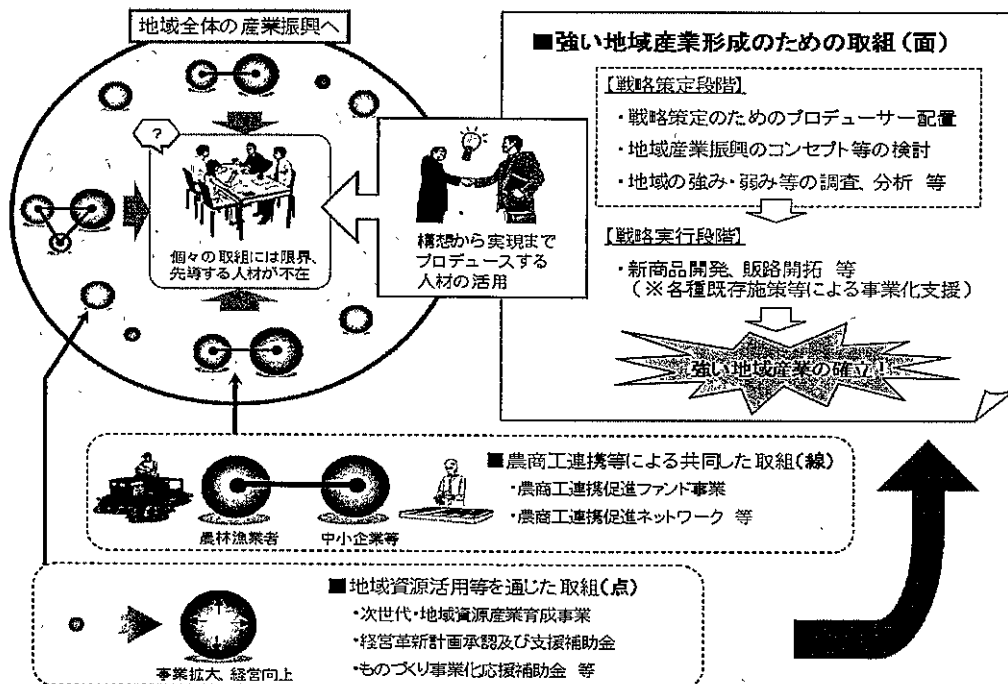 地域全体の産業振興へ
?
個々の取組には限界、
先導する人材が不在
構想から実現まで
プロデュースする
人材の活用
■強い地域産業形成のための取組(面)
【戦略策定段階】
・戦略策定のためのプロデューサー配置
・地域産業振興のコンセプト等の検討
・地域の強み・弱み等の調査、分析 等
【戦略実行段階】
・新商品開発、販路開拓 等
(※各種既存施策等による事業化支援)
強い地域産業の確立!
■農商工連携等による共同した取組(線)
・農商工連携促進ファンド事業
・農商工連携促進ネットワーク 等
農林漁業者
中小企業等
■地域資源活用等を通じた取組(点)
・次世代・地域資源産業育成事業
・経営革新計画承認及び支援補助金
・ものづくり事業化応援補助金 等
事業拡大、経営向上